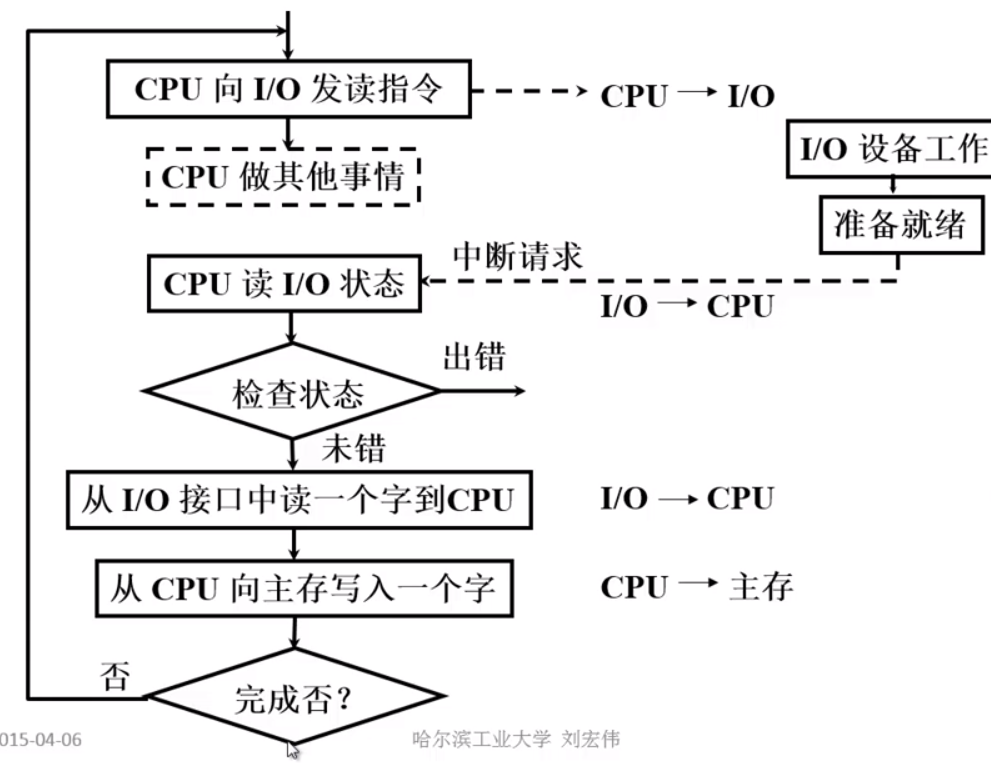 CPU 向 I/O 发读指令
CPU → I/O
I/O 设备工作
CPU 做其他事情
准备就绪
中断请求
CPU 读 I/O 状态
I/O → CPU
出错
检查状态
未错
从 I/O 接口中读一个字到CPU
I/O → CPU
从 CPU 向主存写入一个字
CPU → 主存
否
完成否？
015-04-06
哈尔滨工业大学 刘宏伟